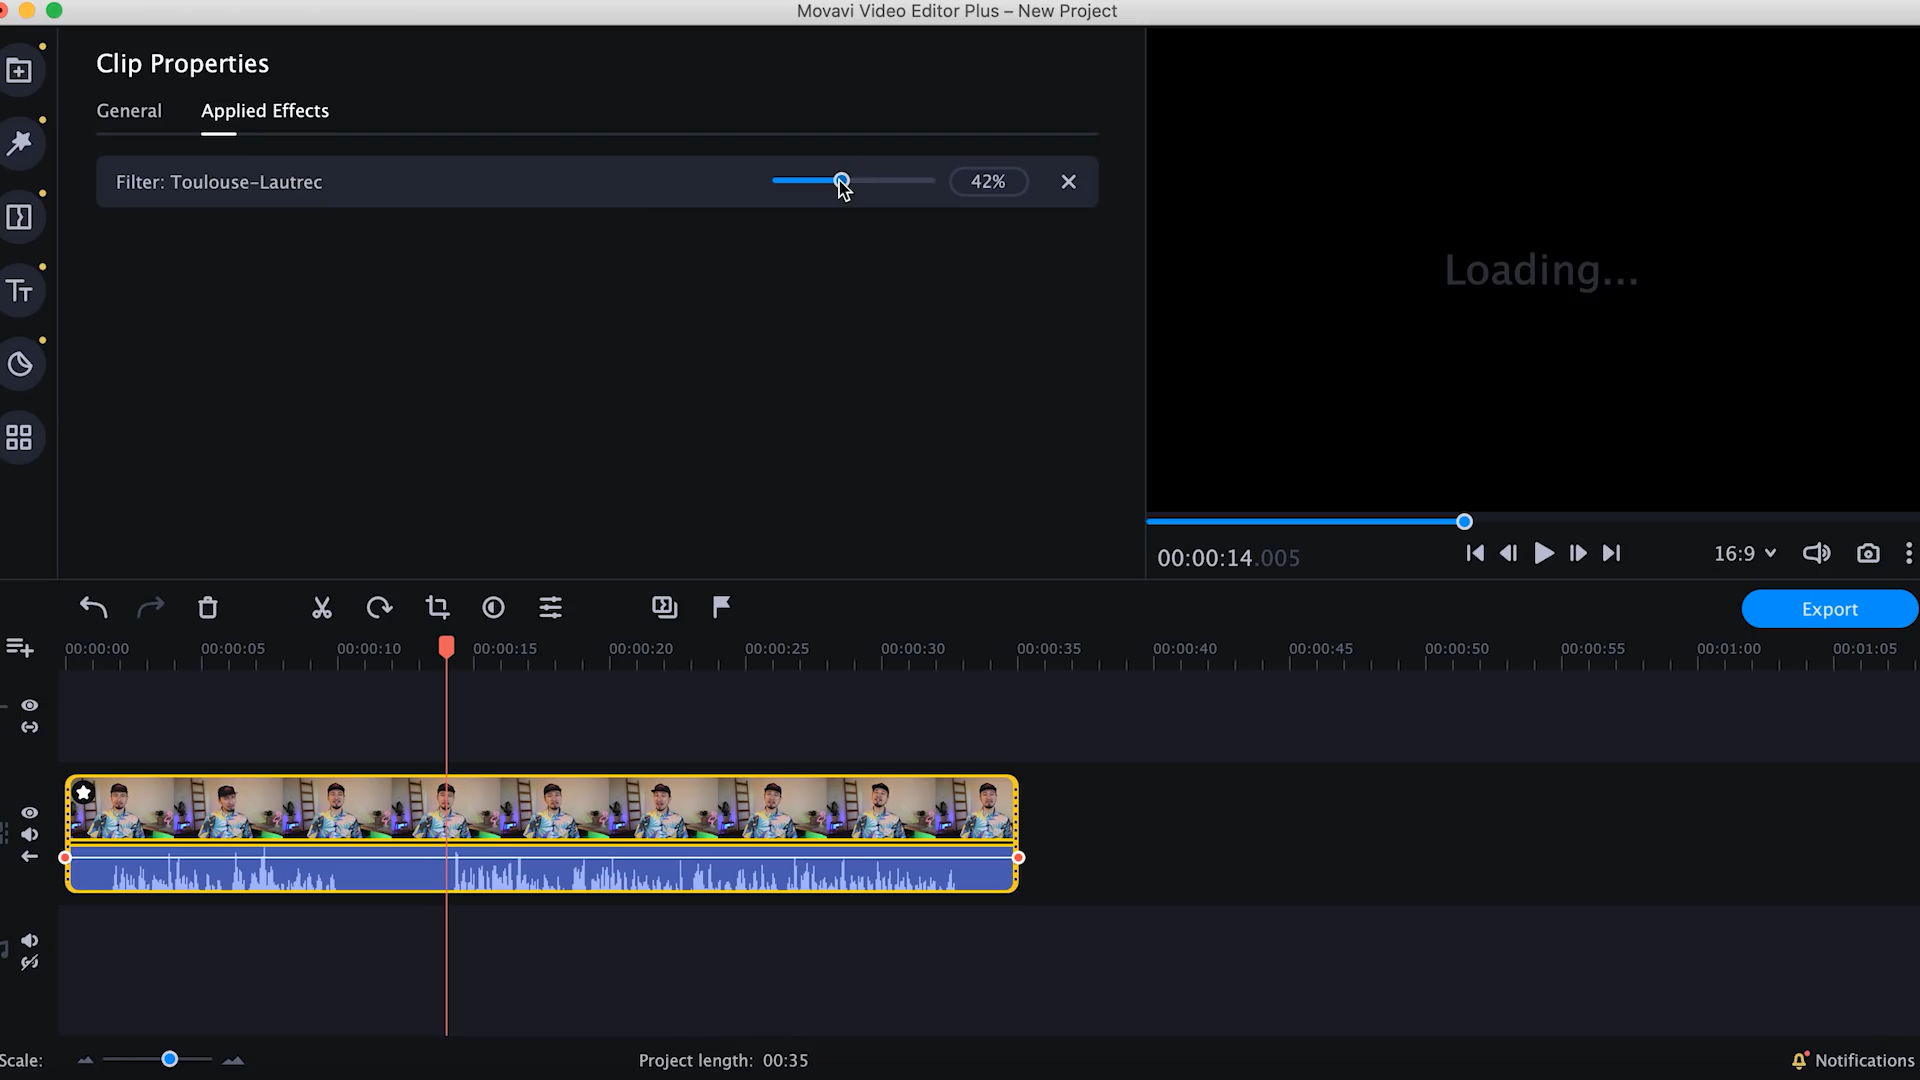 Movavi Video Editor Plus – New Project
Clip Properties
General Applied Effects
Filter: Toulouse-Lautrec 42%
Loading...
00:00:14.005
16:9
Export
00:00:00 00:00:05 00:00:10 00:00:15 00:00:20 00:00:25 00:00:30 00:00:35 00:00:40 00:00:45 00:00:50 00:00:55 00:01:00 00:01:05
Scale:
Project length: 00:35
Notifications